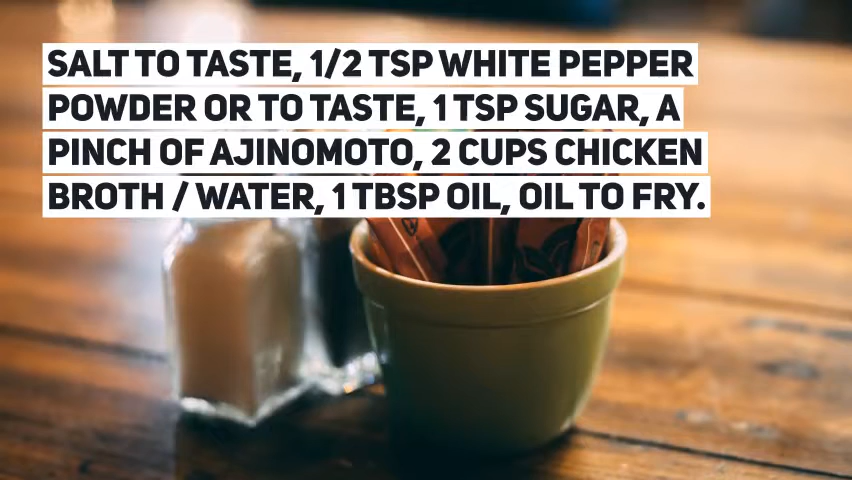 SALT TO TASTE, 1/2 TSP WHITE PEPPER
POWDER OR TO TASTE, 1 TSP SUGAR, A
PINCH OF AJINOMOTO, 2 CUPS CHICKEN
BROTH / WATER, 1 TBSP OIL, OIL TO FRY.